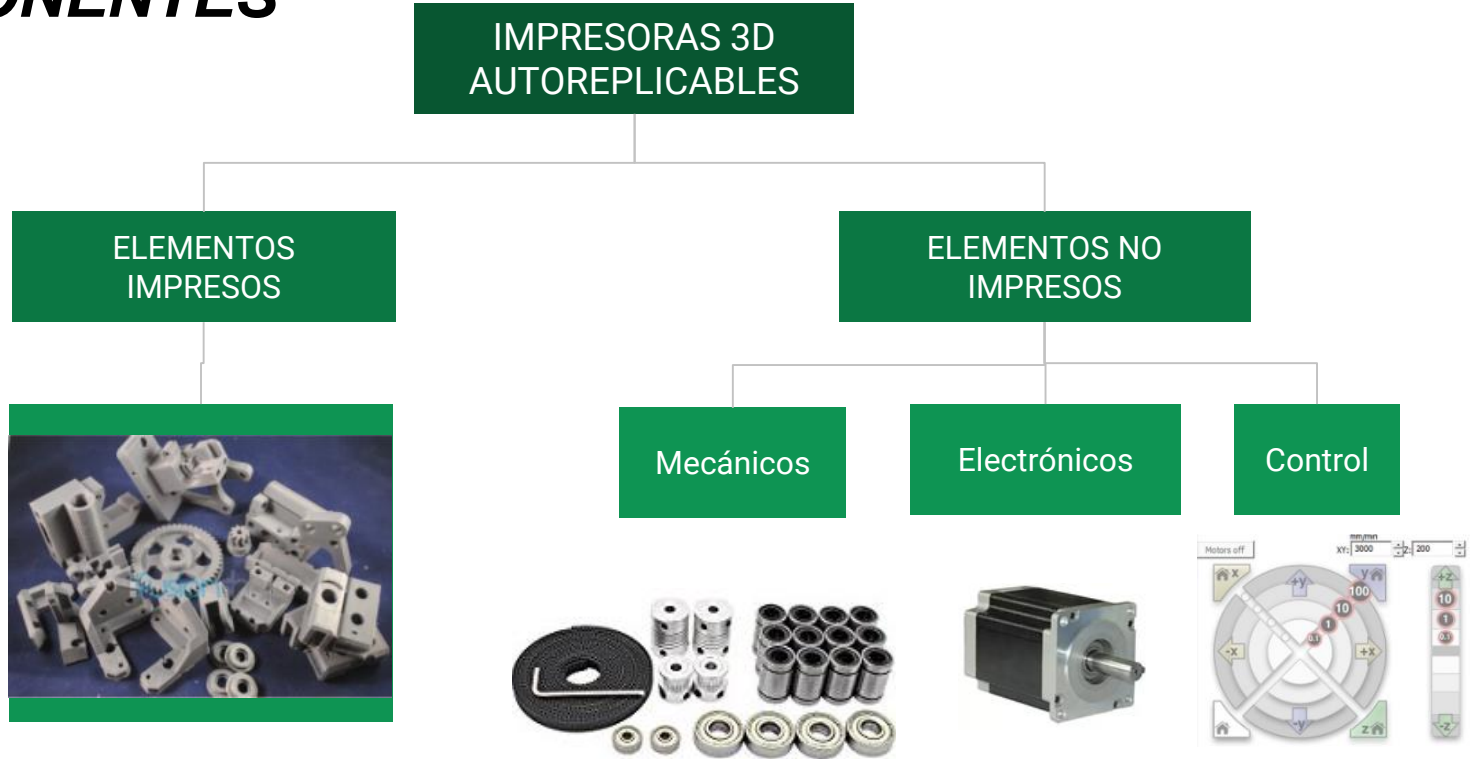 ONENTES
IMPRESORAS 3D
AUTOREPLICABLES
ELEMENTOS
IMPRESOS
ELEMENTOS NO
IMPRESOS
Mecánicos
Electrónicos
Control
mm/min
Motors off
XY: 3000 Z: 200
x
y
+y
100
+z
10
10
1
1
0.1
0.1
-x
+x
-y
z
-z